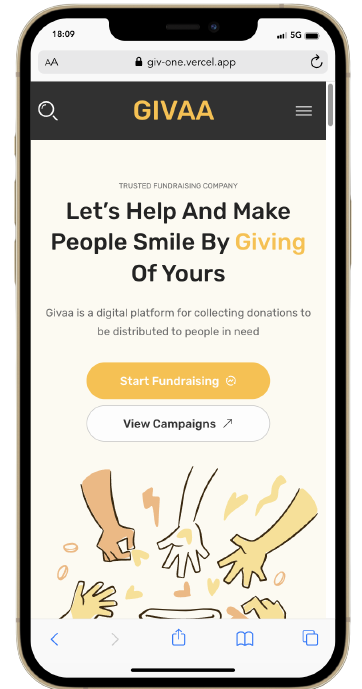 18:09
5G
AA
giv-one.vercel.app
GIVAA
TRUSTED FUNDRAISING COMPANY
Let’s Help And Make
People Smile By Giving
Of Yours
Givaa is a digital platform for collecting donations to
be distributed to people in need
Start Fundraising
View Campaigns